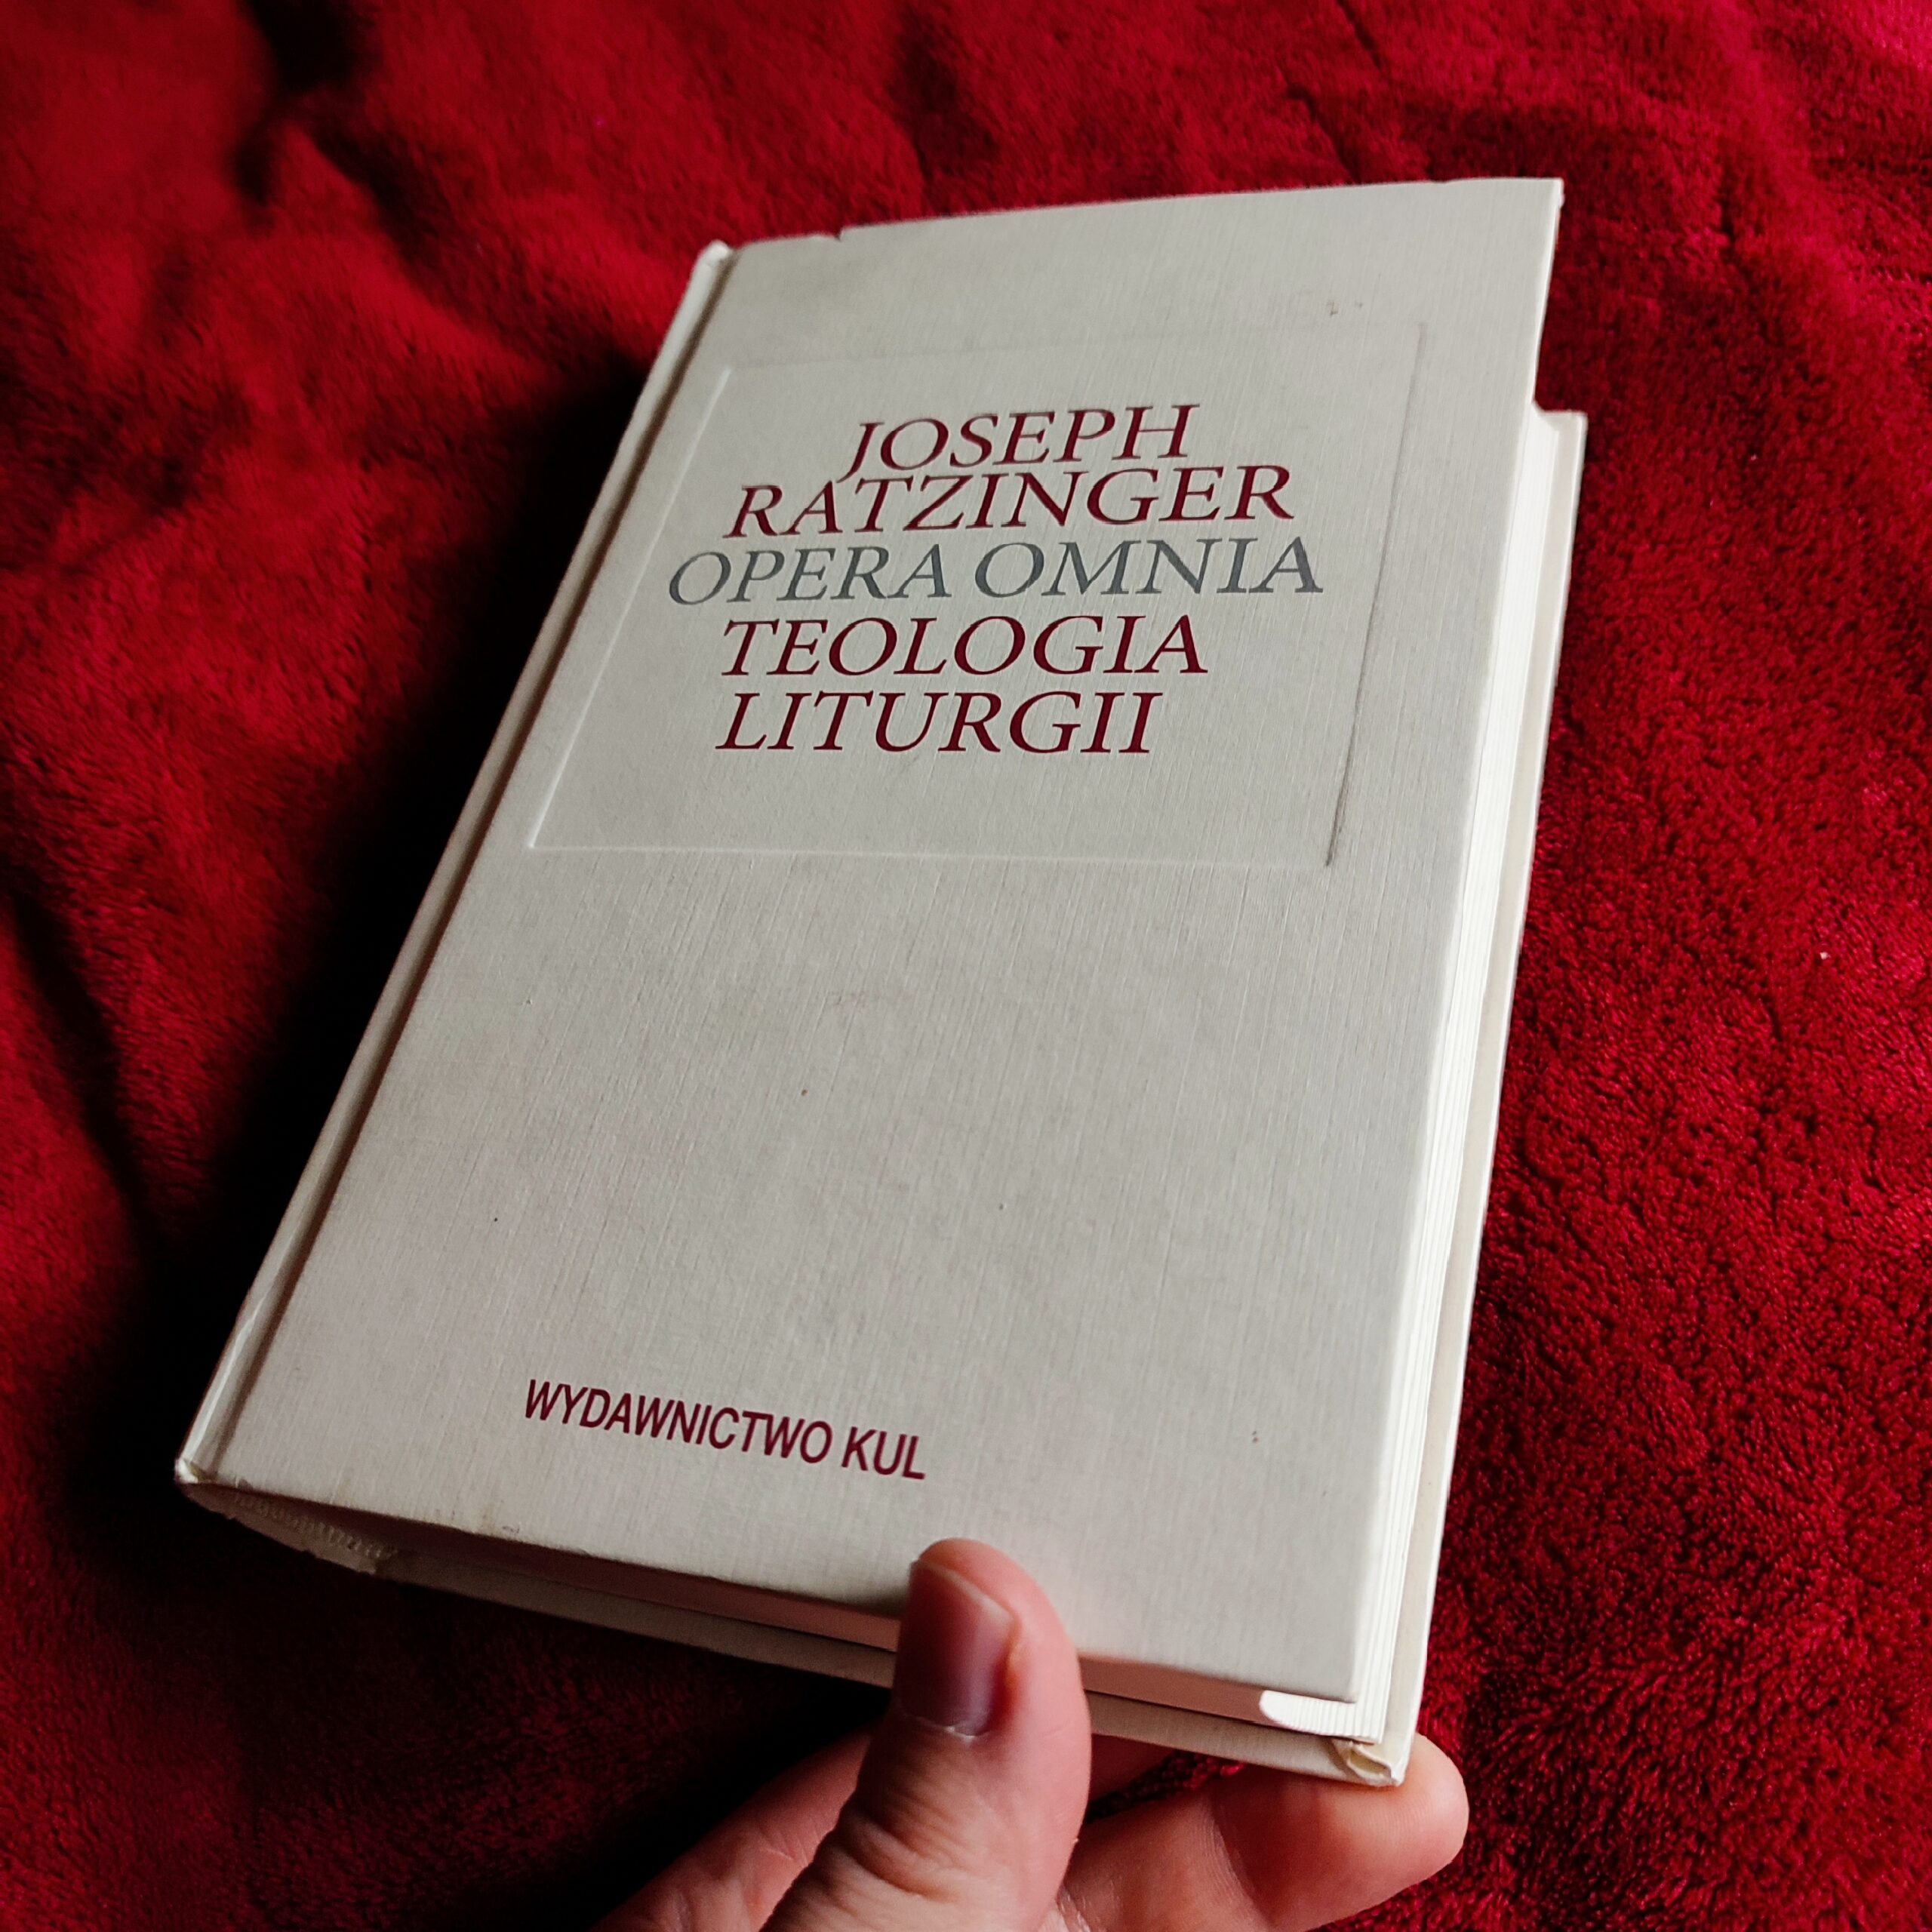 JOSEPH
RATZINGER
OPERA OMNIA
TEOLOGIA
LITURGII
WYDAWNICTWO KUL